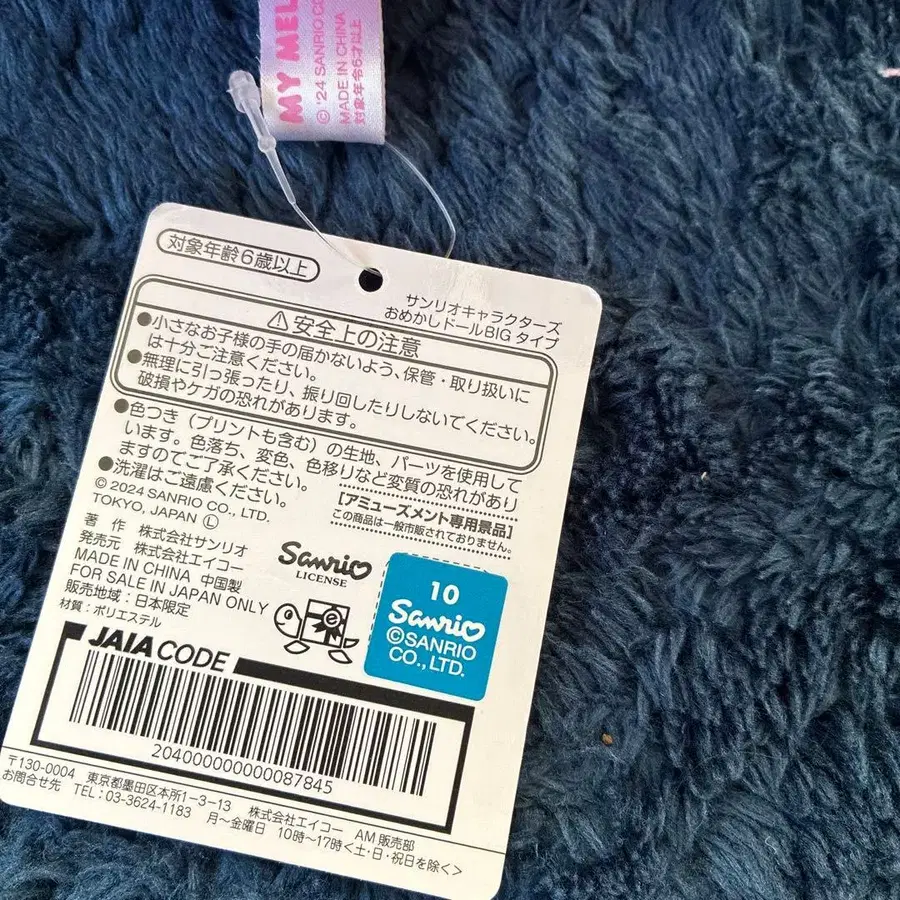 MY MEL
© '24 SANRIO CO
MADE IN CHINA
対象年令6才以上
対象年齢6歳以上
サンリオキャラクターズ
おめかしドールBIG タイプ
⚠安全上の注意
●小さなお子様の手の届かないよう、保管・取り扱いに
は十分ご注意ください。
●無理に引っ張ったり、振り回したりしないでください。
破損やケガの恐れがあります。
●色つき（プリントも含む）の生地、パーツを使用して
います。色落ち、変色、色移りなど変質の恐れがあり
ますのでご了承ください。
●洗濯はご遠慮ください。
[アミューズメント専用景品]
この商品は一般市販されておりません。
© 2024 SANRIO CO., LTD.
TOKYO, JAPAN Ⓛ
著 作 株式会社サンリオ
発売元 株式会社エイコー
MADE IN CHINA 中国製
FOR SALE IN JAPAN ONLY
販売地域：日本限定
材質：ポリエステル
Sanrio
LICENSE
10
Sanrio
©SANRIO
CO.,LTD.
JAIA CODE
2040000000000087845
〒130-0004 東京都墨田区本所1-3-13 株式会社エイコー AM販売部
お問合せ先 TEL：03-3624-1183 月〜金曜日 10時〜17時<土・日・祝日を除く>